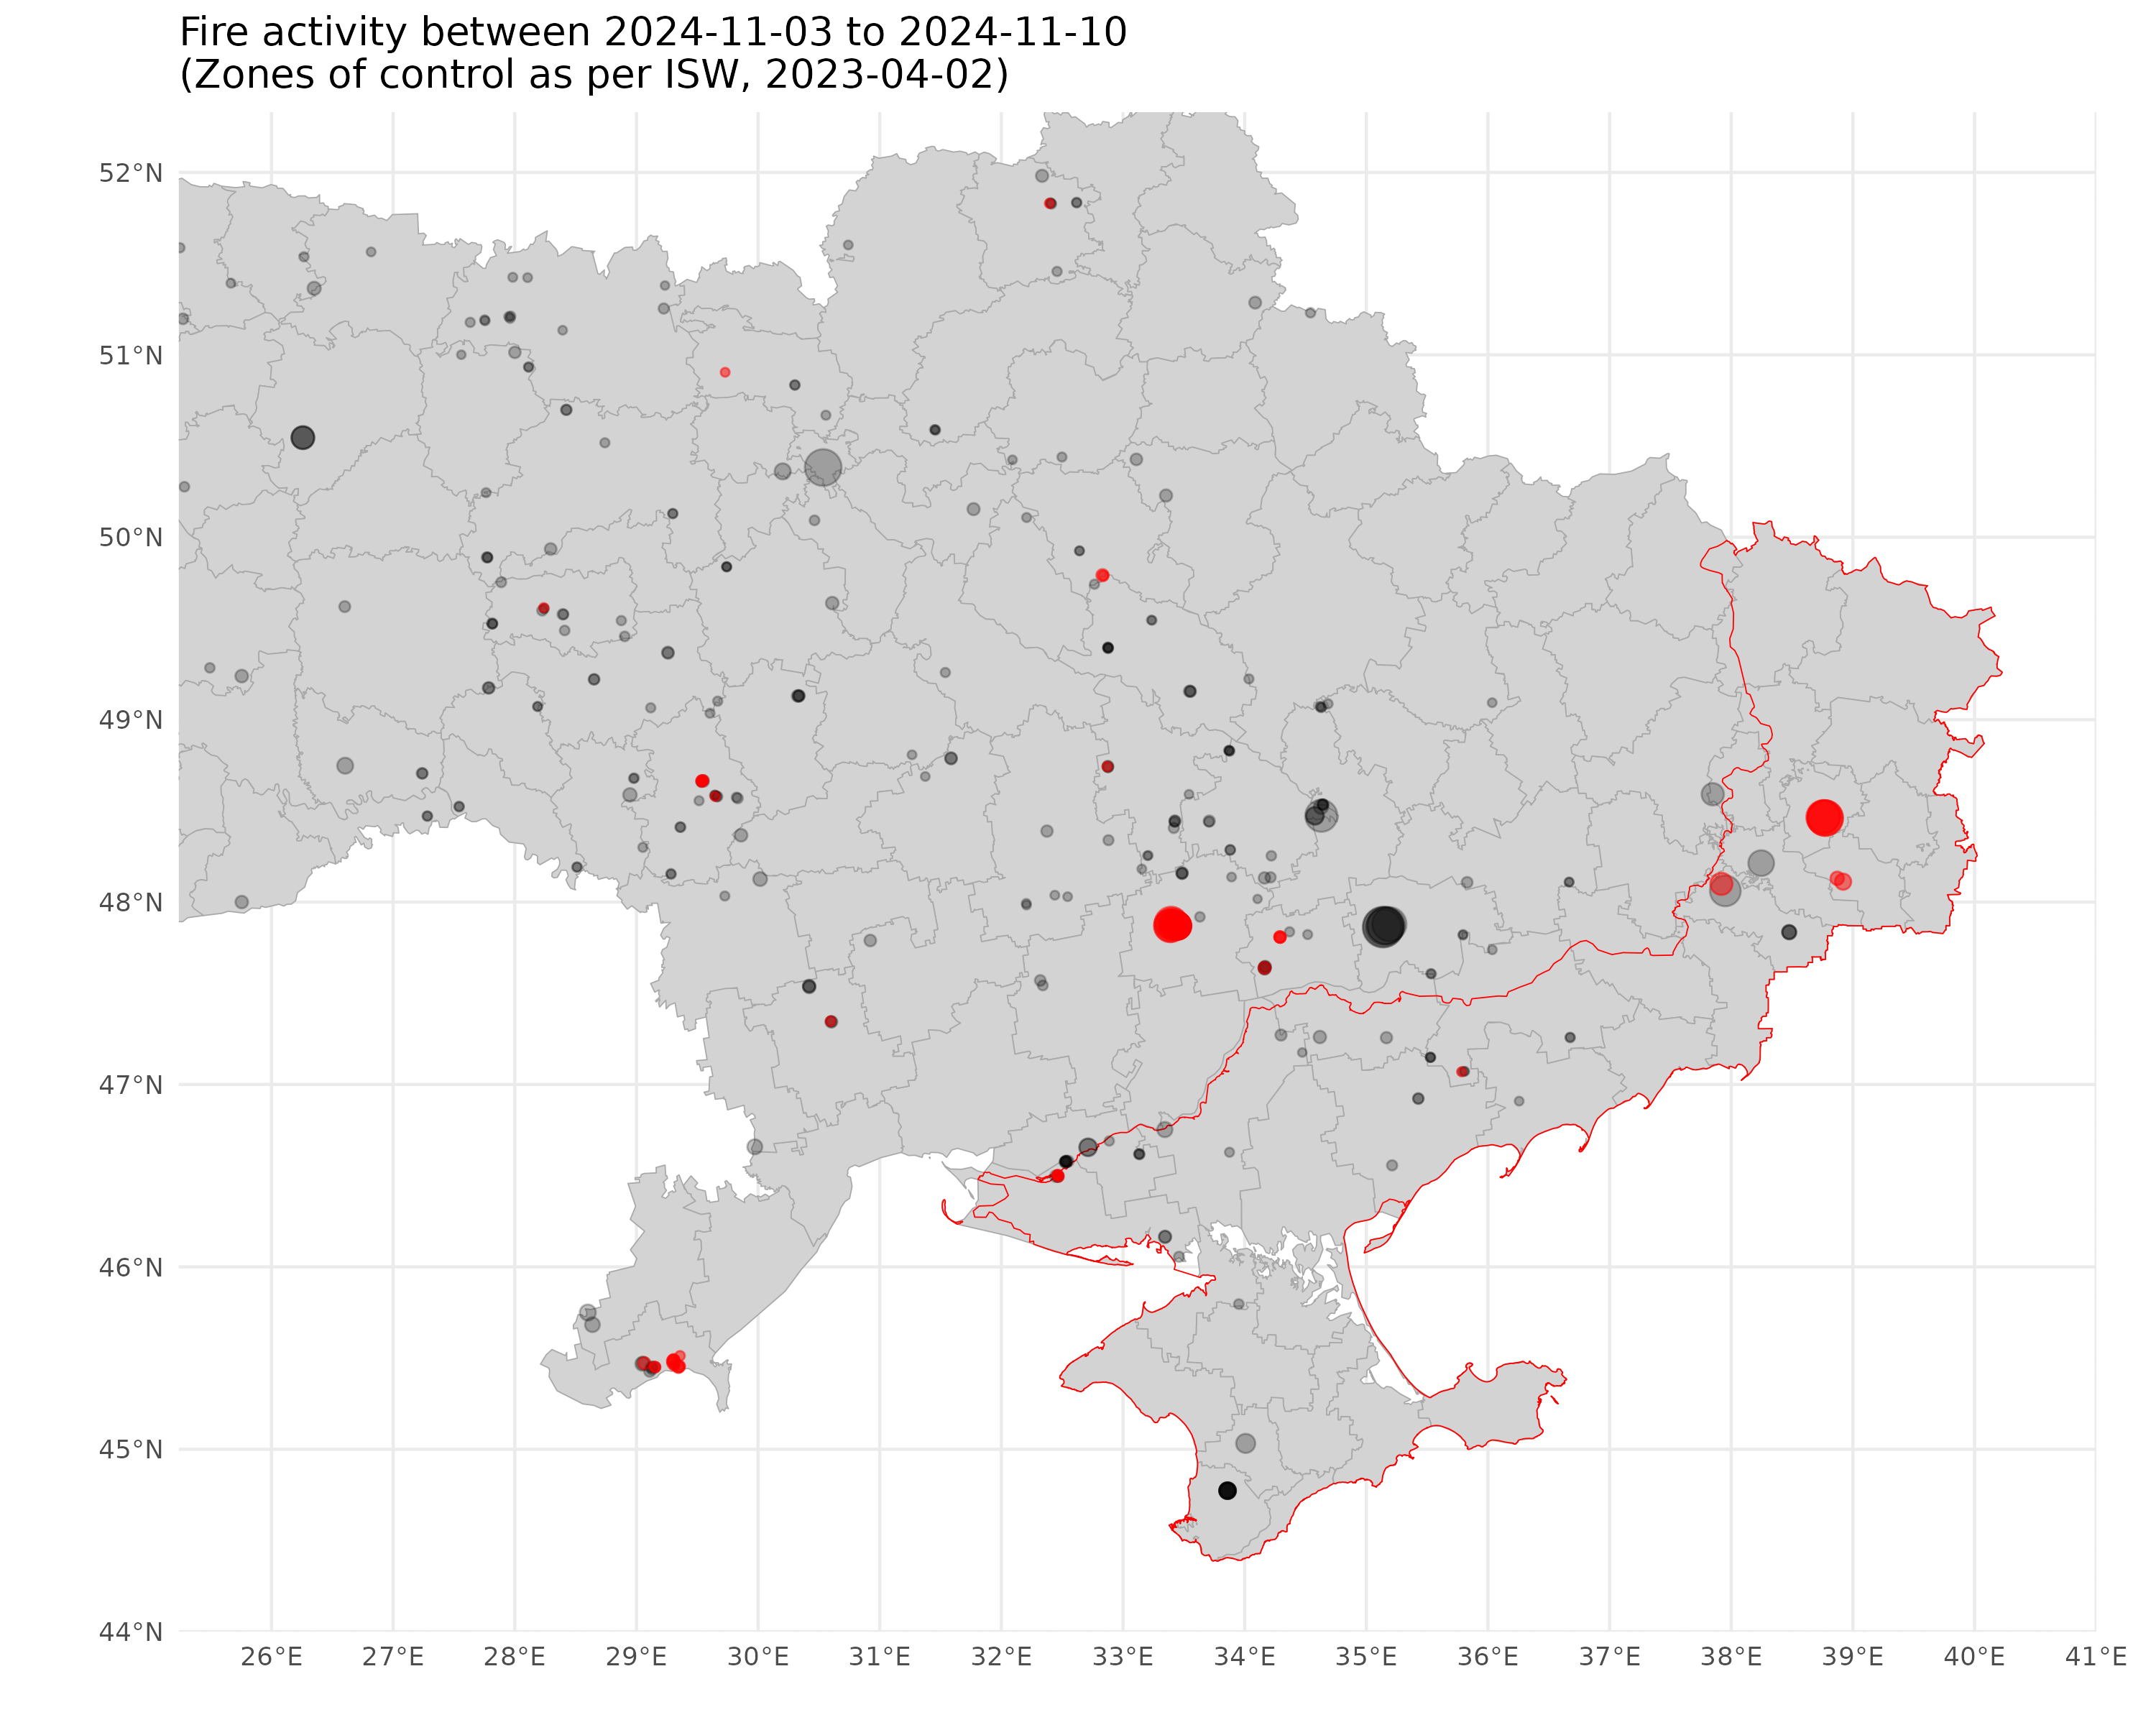 Fire activity between 2024-11-03 to 2024-11-10
(Zones of control as per ISW, 2023-04-02)
52°N
51°N
50°N
49°N
48°N
47°N
46°N
45°N
44°N
26°E 27°E 28°E 29°E 30°E 31°E 32°E 33°E 34°E 35°E 36°E 37°E 38°E 39°E 40°E 41°E